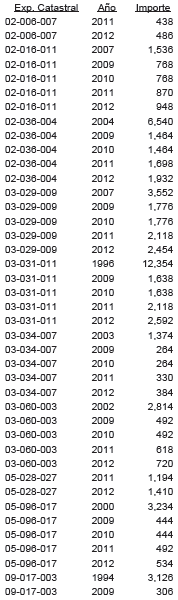 Exp. Catastral Año Importe
02-006-007 2011 438
02-006-007 2012 486
02-016-011 2007 1,536
02-016-011 2009 768
02-016-011 2010 768
02-016-011 2011 870
02-016-011 2012 948
02-036-004 2004 6,540
02-036-004 2009 1,464
02-036-004 2010 1,464
02-036-004 2011 1,698
02-036-004 2012 1,932
03-029-009 2007 3,552
03-029-009 2009 1,776
03-029-009 2010 1,776
03-029-009 2011 2,118
03-029-009 2012 2,454
03-031-011 1996 12,354
03-031-011 2009 1,638
03-031-011 2010 1,638
03-031-011 2011 2,118
03-031-011 2012 2,592
03-034-007 2003 1,374
03-034-007 2009 264
03-034-007 2010 264
03-034-007 2011 330
03-034-007 2012 384
03-060-003 2002 2,814
03-060-003 2009 492
03-060-003 2010 492
03-060-003 2011 618
03-060-003 2012 720
05-028-027 2011 1,194
05-028-027 2012 1,410
05-096-017 2000 3,234
05-096-017 2009 444
05-096-017 2010 444
05-096-017 2011 492
05-096-017 2012 534
09-017-003 1994 3,126
09-017-003 2009 306